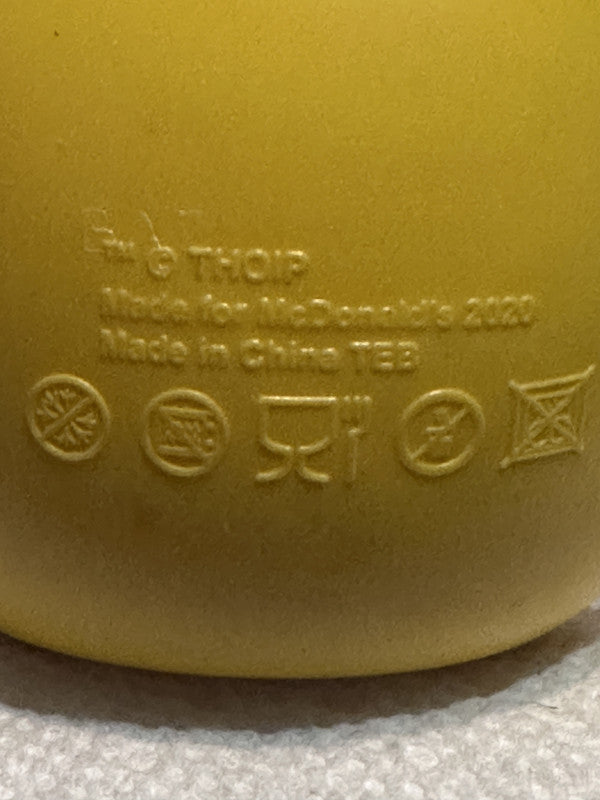 ™ © THOIP
Made for McDonald's 2020
Made in China TEB